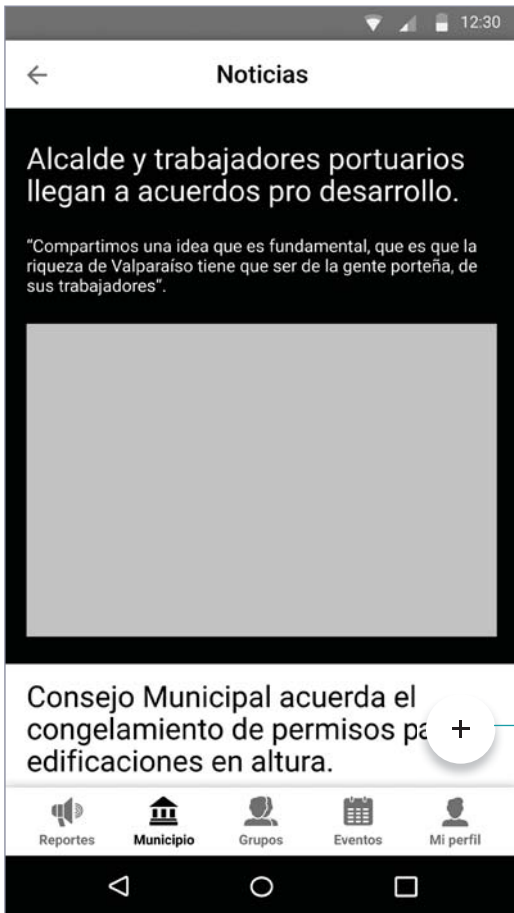 12:30
Noticias
Alcalde y trabajadores portuarios
llegan a acuerdos pro desarrollo.
“Compartimos una idea que es fundamental, que es que la
riqueza de Valparaíso tiene que ser de la gente porteña, de
sus trabajadores“.
Consejo Municipal acuerda el
congelamiento de permisos pa
edificaciones en altura.
+
Reportes Municipio Grupos Eventos Mi perfil